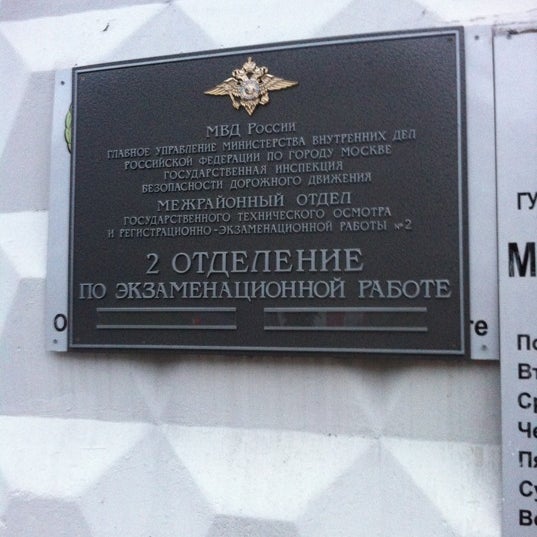 МВД России
Главное управление Министерства внутренних дел
Российской Федерации по городу Москве
Государственная инспекция
безопасности дорожного движения
Межрайонный отдел
государственного технического осмотра
и регистрационно-экзаменационной работы №2
2 ОТДЕЛЕНИЕ
ПО ЭКЗАМЕНАЦИОННОЙ РАБОТЕ